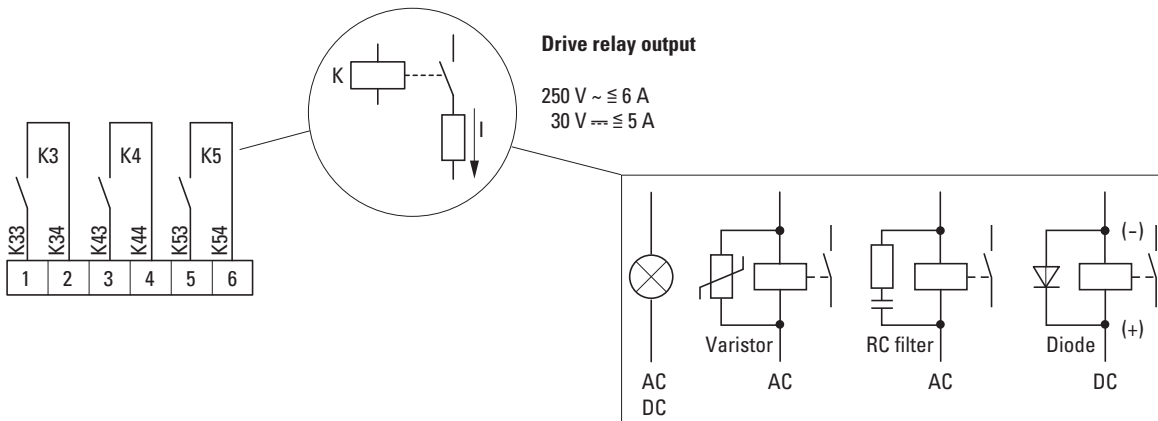 Drive relay output
250 V ~ ≦ 6 A
30 V ⎓ ≦ 5 A
K
I
K3
K4
K5
K33
K34
K43
K44
K53
K54
1 2 3 4 5 6
(–)
(+)
Varistor
RC filter
Diode
AC
DC
AC
AC
DC